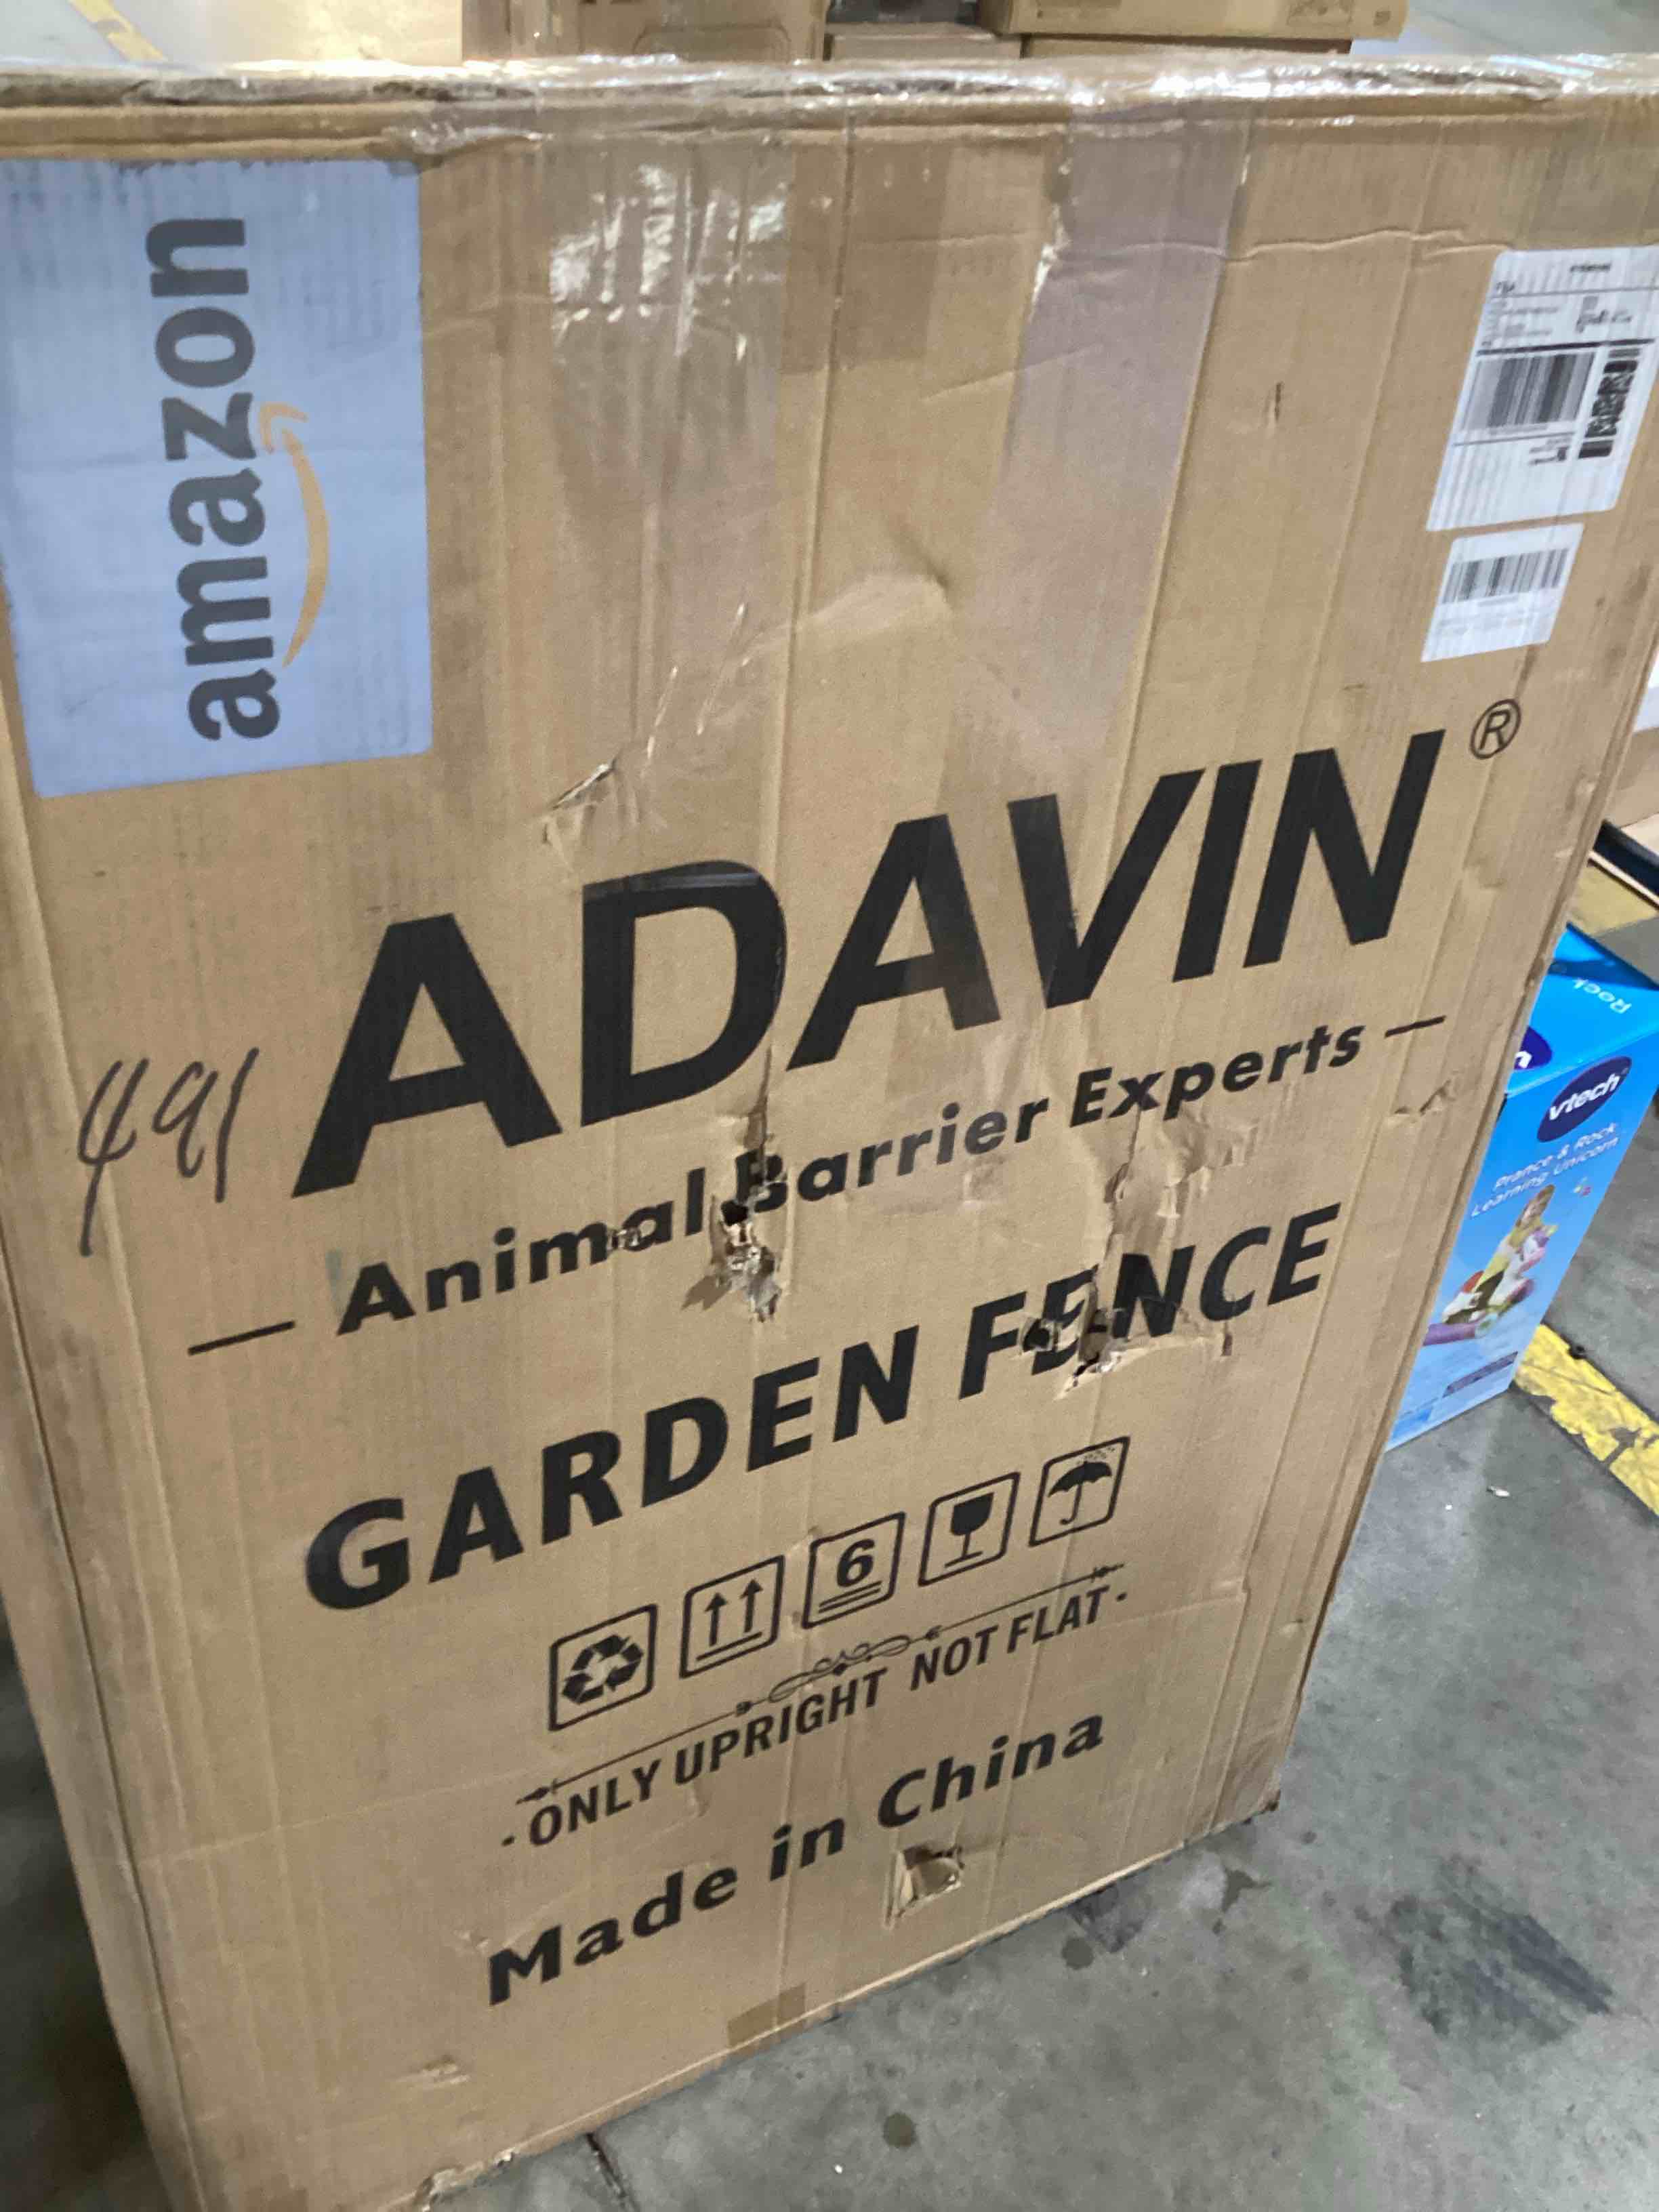 amazon
ADAVIN®
491
— Animal Barrier Experts —
GARDEN FENCE
6
- ONLY UPRIGHT NOT FLAT -
Made in China
Rock
vtech
Prance & Rock
Learning Unicorn